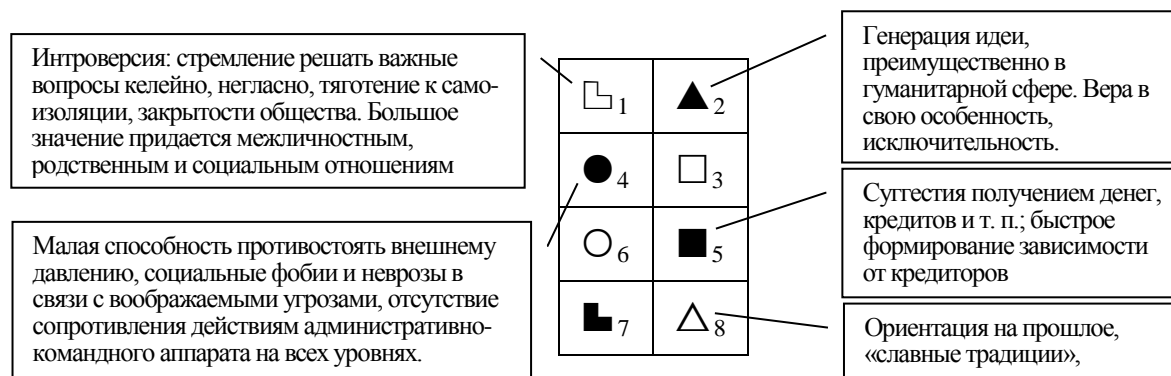 Интроверсия: стремление решать важные
вопросы келейно, негласно, тяготение к само-
изоляции, закрытости общества. Большое
значение придается межличностным,
родственным и социальным отношениям
Малая способность противостоять внешнему
давлению, социальные фобии и неврозы в
связи с воображаемыми угрозами, отсутствие
сопротивления действиям административно-
командного аппарата на всех уровнях.
1 2
4 3
6 5
7 8
Генерация идеи,
преимущественно в
гуманитарной сфере. Вера в
свою особенность,
исключительность.
Суггестия получением денег,
кредитов и т. п.; быстрое
формирование зависимости
от кредиторов
Ориентация на прошлое,
«славные традиции»,